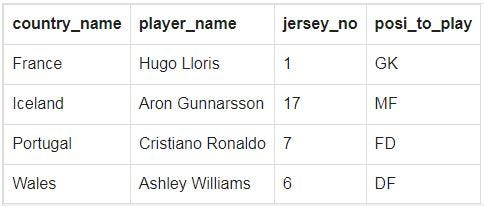 country_name player_name jersey_no posi_to_play
France Hugo Lloris 1 GK
Iceland Aron Gunnarsson 17 MF
Portugal Cristiano Ronaldo 7 FD
Wales Ashley Williams 6 DF